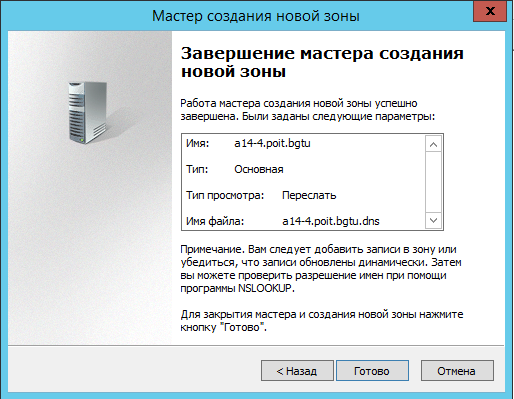 Мастер создания новой зоны
x
Завершение мастера создания
новой зоны
Работа мастера создания новой зоны успешно
завершена. Были заданы следующие параметры:
Имя: a14-4.poit.bgtu
Тип: Основная
Тип просмотра: Переслать
Имя файла: a14-4.poit.bgtu.dns
Примечание. Вам следует добавить записи в зону или
убедиться, что записи обновлены динамически. Затем
вы можете проверить разрешение имен при помощи
программы NSLOOKUP.
Для закрытия мастера и создания новой зоны нажмите
кнопку "Готово".
< Назад Готово Отмена